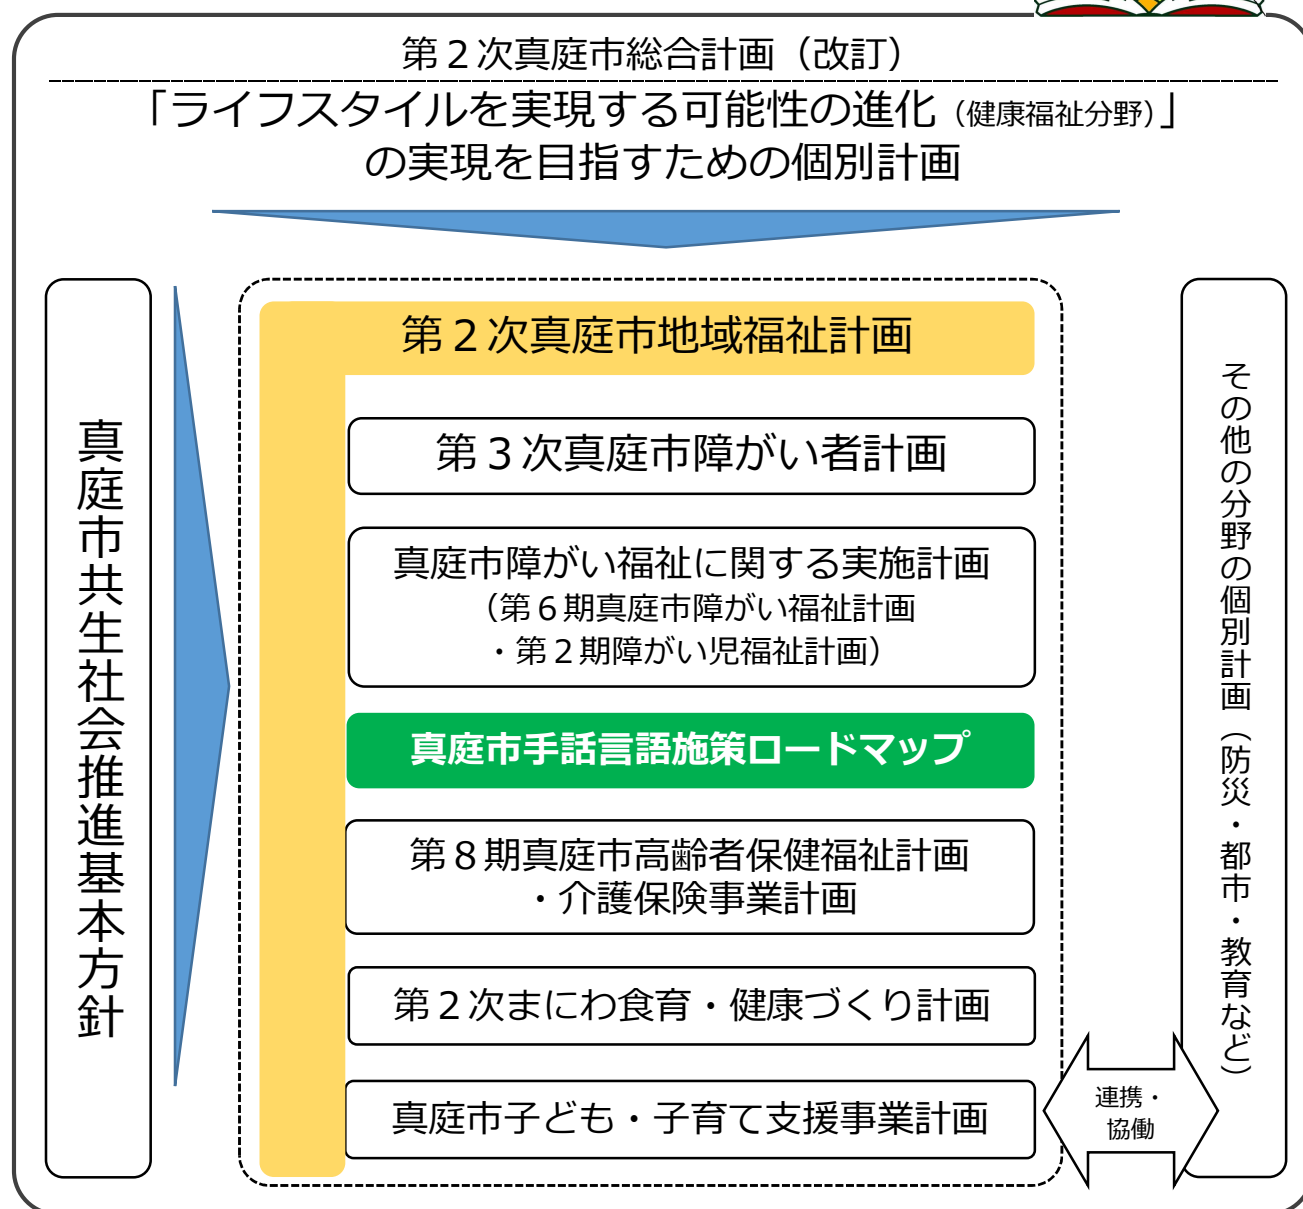 第２次真庭市総合計画（改訂）
「ライフスタイルを実現する可能性の進化（健康福祉分野）」
の実現を目指すための個別計画
真庭市共生社会推進基本方針
第２次真庭市地域福祉計画
第３次真庭市障がい者計画
真庭市障がい福祉に関する実施計画
（第６期真庭市障がい福祉計画
・第２期障がい児福祉計画）
真庭市手話言語施策ロードマップ
第８期真庭市高齢者保健福祉計画
・介護保険事業計画
第２次まにわ食育・健康づくり計画
真庭市子ども・子育て支援事業計画
連携・
協働
その他の分野の個別計画（防災・都市・教育など）